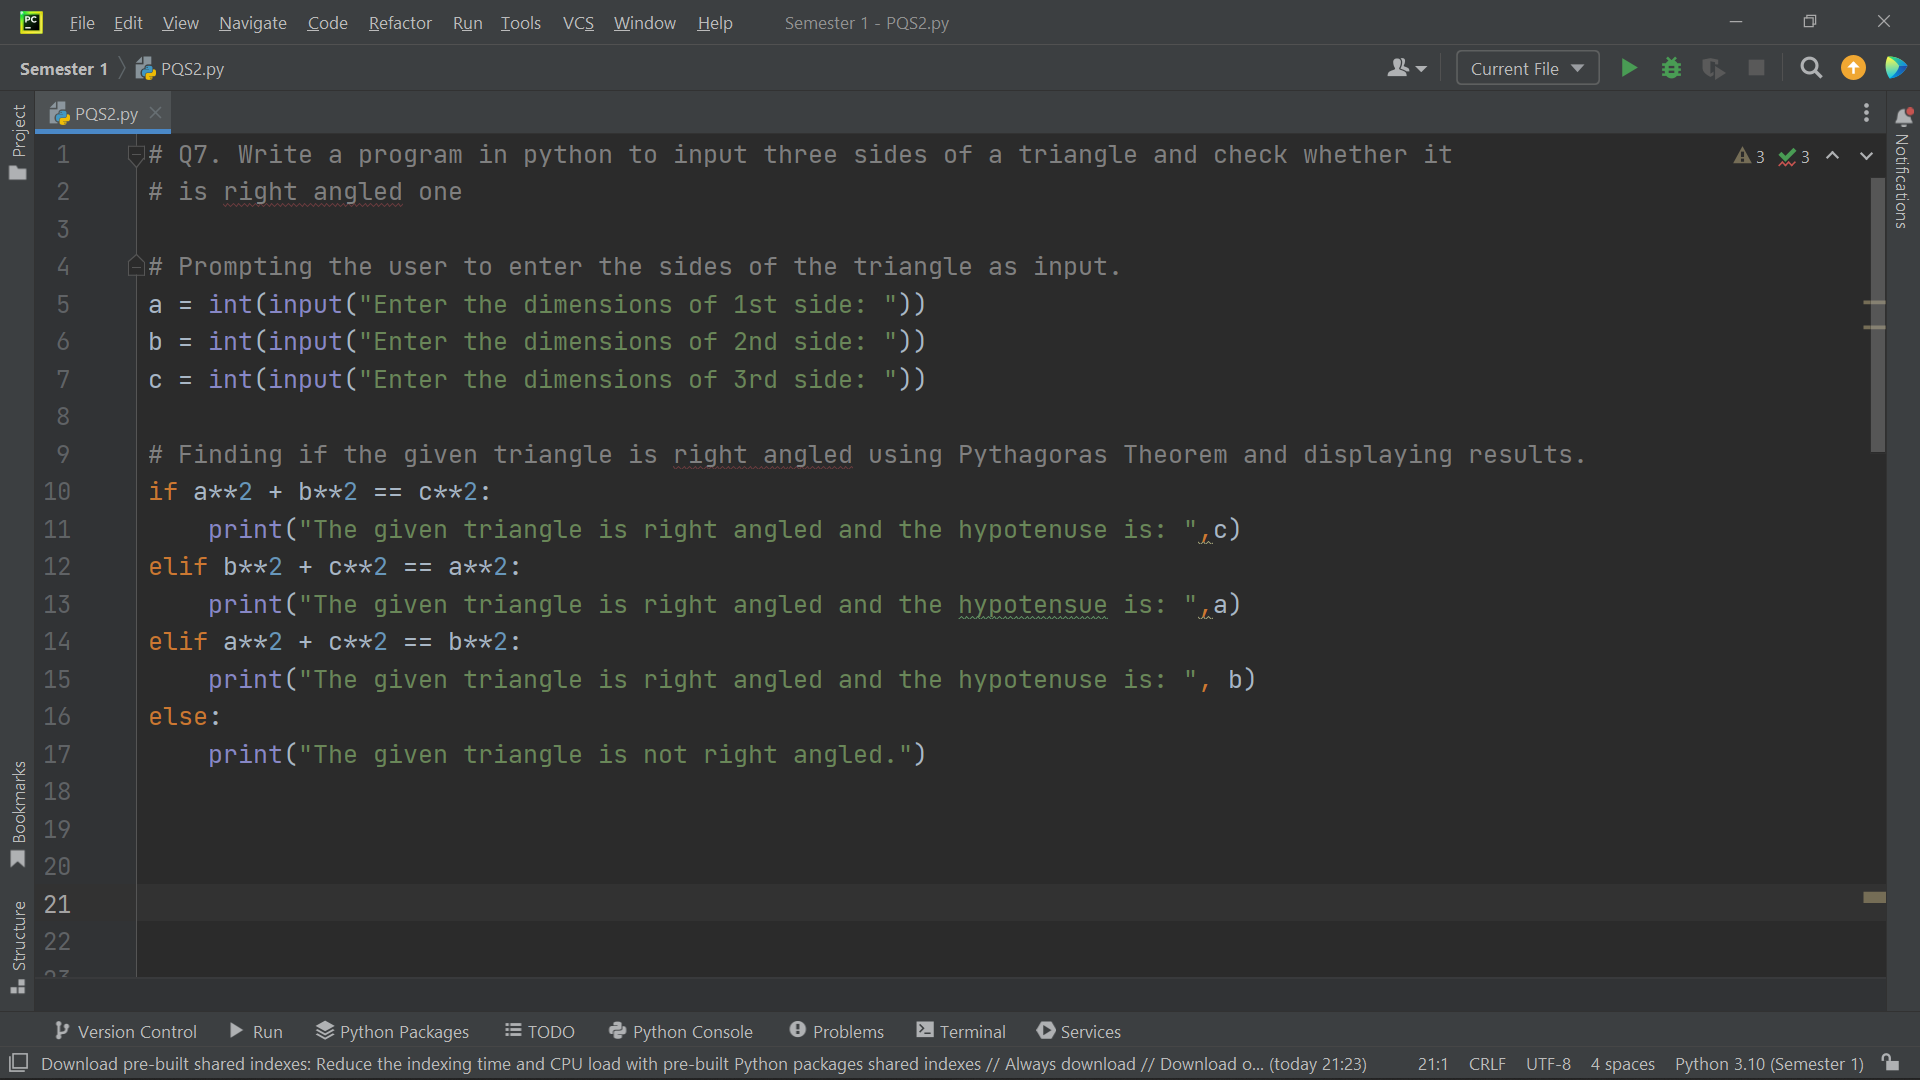 PC File Edit View Navigate Code Refactor Run Tools VCS Window Help Semester 1 - PQS2.py
Semester 1 PQS2.py Current File
Project
PQS2.py
Notifications
3 3
1 # Q7. Write a program in python to input three sides of a triangle and check whether it
2 # is right angled one
3
4 # Prompting the user to enter the sides of the triangle as input.
5 a = int(input("Enter the dimensions of 1st side: "))
6 b = int(input("Enter the dimensions of 2nd side: "))
7 c = int(input("Enter the dimensions of 3rd side: "))
8
9 # Finding if the given triangle is right angled using Pythagoras Theorem and displaying results.
10 if a**2 + b**2 == c**2:
11     print("The given triangle is right angled and the hypotenuse is: ",c)
12 elif b**2 + c**2 == a**2:
13     print("The given triangle is right angled and the hypotensue is: ",a)
14 elif a**2 + c**2 == b**2:
15     print("The given triangle is right angled and the hypotenuse is: ", b)
16 else:
17     print("The given triangle is not right angled.")
18
19
20
21
22
23
Bookmarks
Structure
Version Control Run Python Packages TODO Python Console Problems Terminal Services
Download pre-built shared indexes: Reduce the indexing time and CPU load with pre-built Python packages shared indexes // Always download // Download o... (today 21:23) 21:1 CRLF UTF-8 4 spaces Python 3.10 (Semester 1)